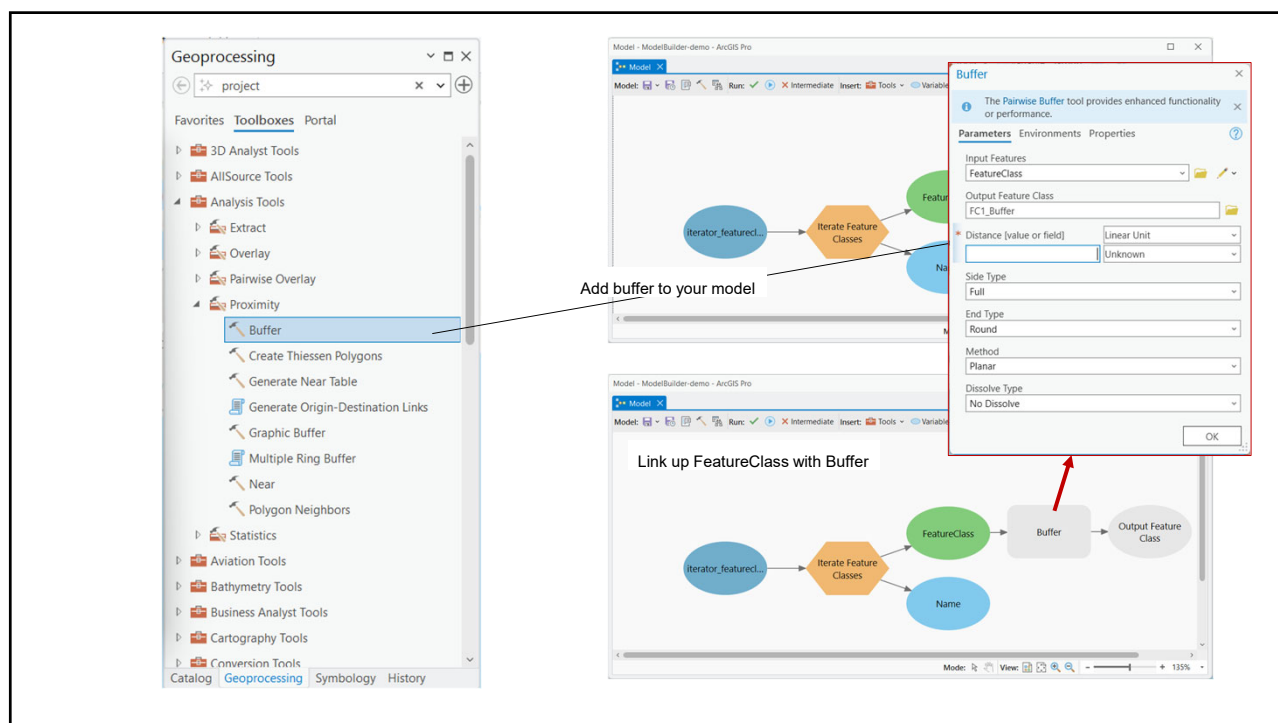 Geoprocessing
project
Favorites Toolboxes Portal
3D Analyst Tools
AllSource Tools
Analysis Tools
Extract
Overlay
Pairwise Overlay
Proximity
Buffer
Create Thiessen Polygons
Generate Near Table
Generate Origin-Destination Links
Graphic Buffer
Multiple Ring Buffer
Near
Polygon Neighbors
Statistics
Aviation Tools
Bathymetry Tools
Business Analyst Tools
Cartography Tools
Conversion Tools
Catalog Geoprocessing Symbology History
Add buffer to your model
Model - ModelBuilder-demo - ArcGIS Pro
Model
Model: Run: Intermediate Insert: Tools Variable
iterator_featurecl...
Iterate Feature
Classes
Featur
Na
M
Buffer
The Pairwise Buffer tool provides enhanced functionality
or performance.
Parameters Environments Properties
Input Features
FeatureClass
Output Feature Class
FC1_Buffer
* Distance [value or field] Linear Unit
Unknown
Side Type
Full
End Type
Round
Method
Planar
Dissolve Type
No Dissolve
OK
Model - ModelBuilder-demo - ArcGIS Pro
Model
Model: Run: Intermediate Insert: Tools Variable
Link up FeatureClass with Buffer
iterator_featurecl...
Iterate Feature
Classes
FeatureClass
Name
Buffer
Output Feature
Class
Mode: View: 135%